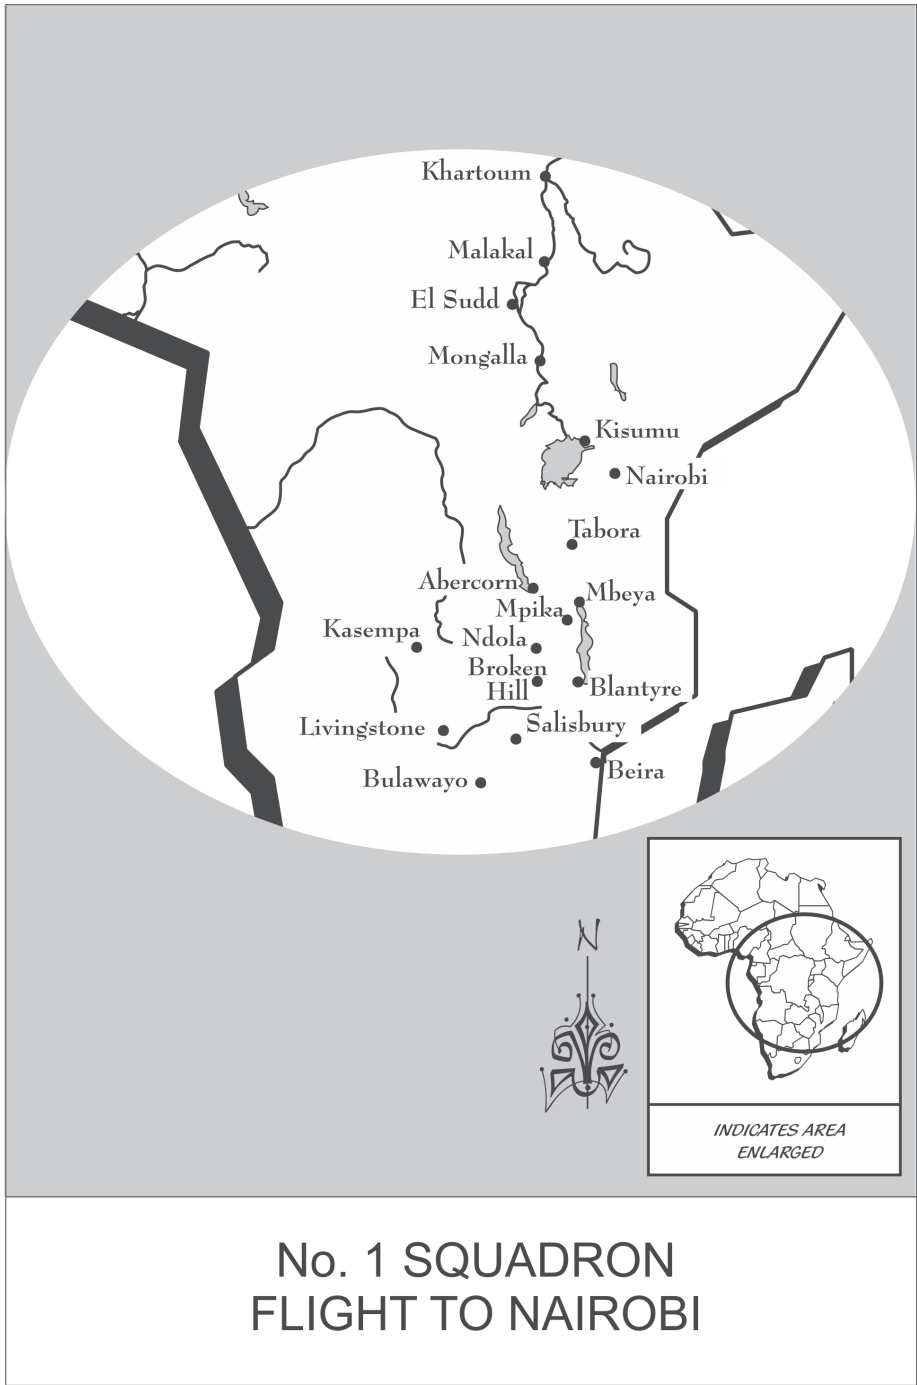 Khartoum
Malakal
El Sudd
Mongalla
Kisumu
Nairobi
Tabora
Abercorn
Mbeya
Mpika
Kasempa
Ndola
Broken
Hill
Blantyre
Livingstone
Salisbury
Beira
Bulawayo
N
INDICATES AREA
ENLARGED
No. 1 SQUADRON
FLIGHT TO NAIROBI